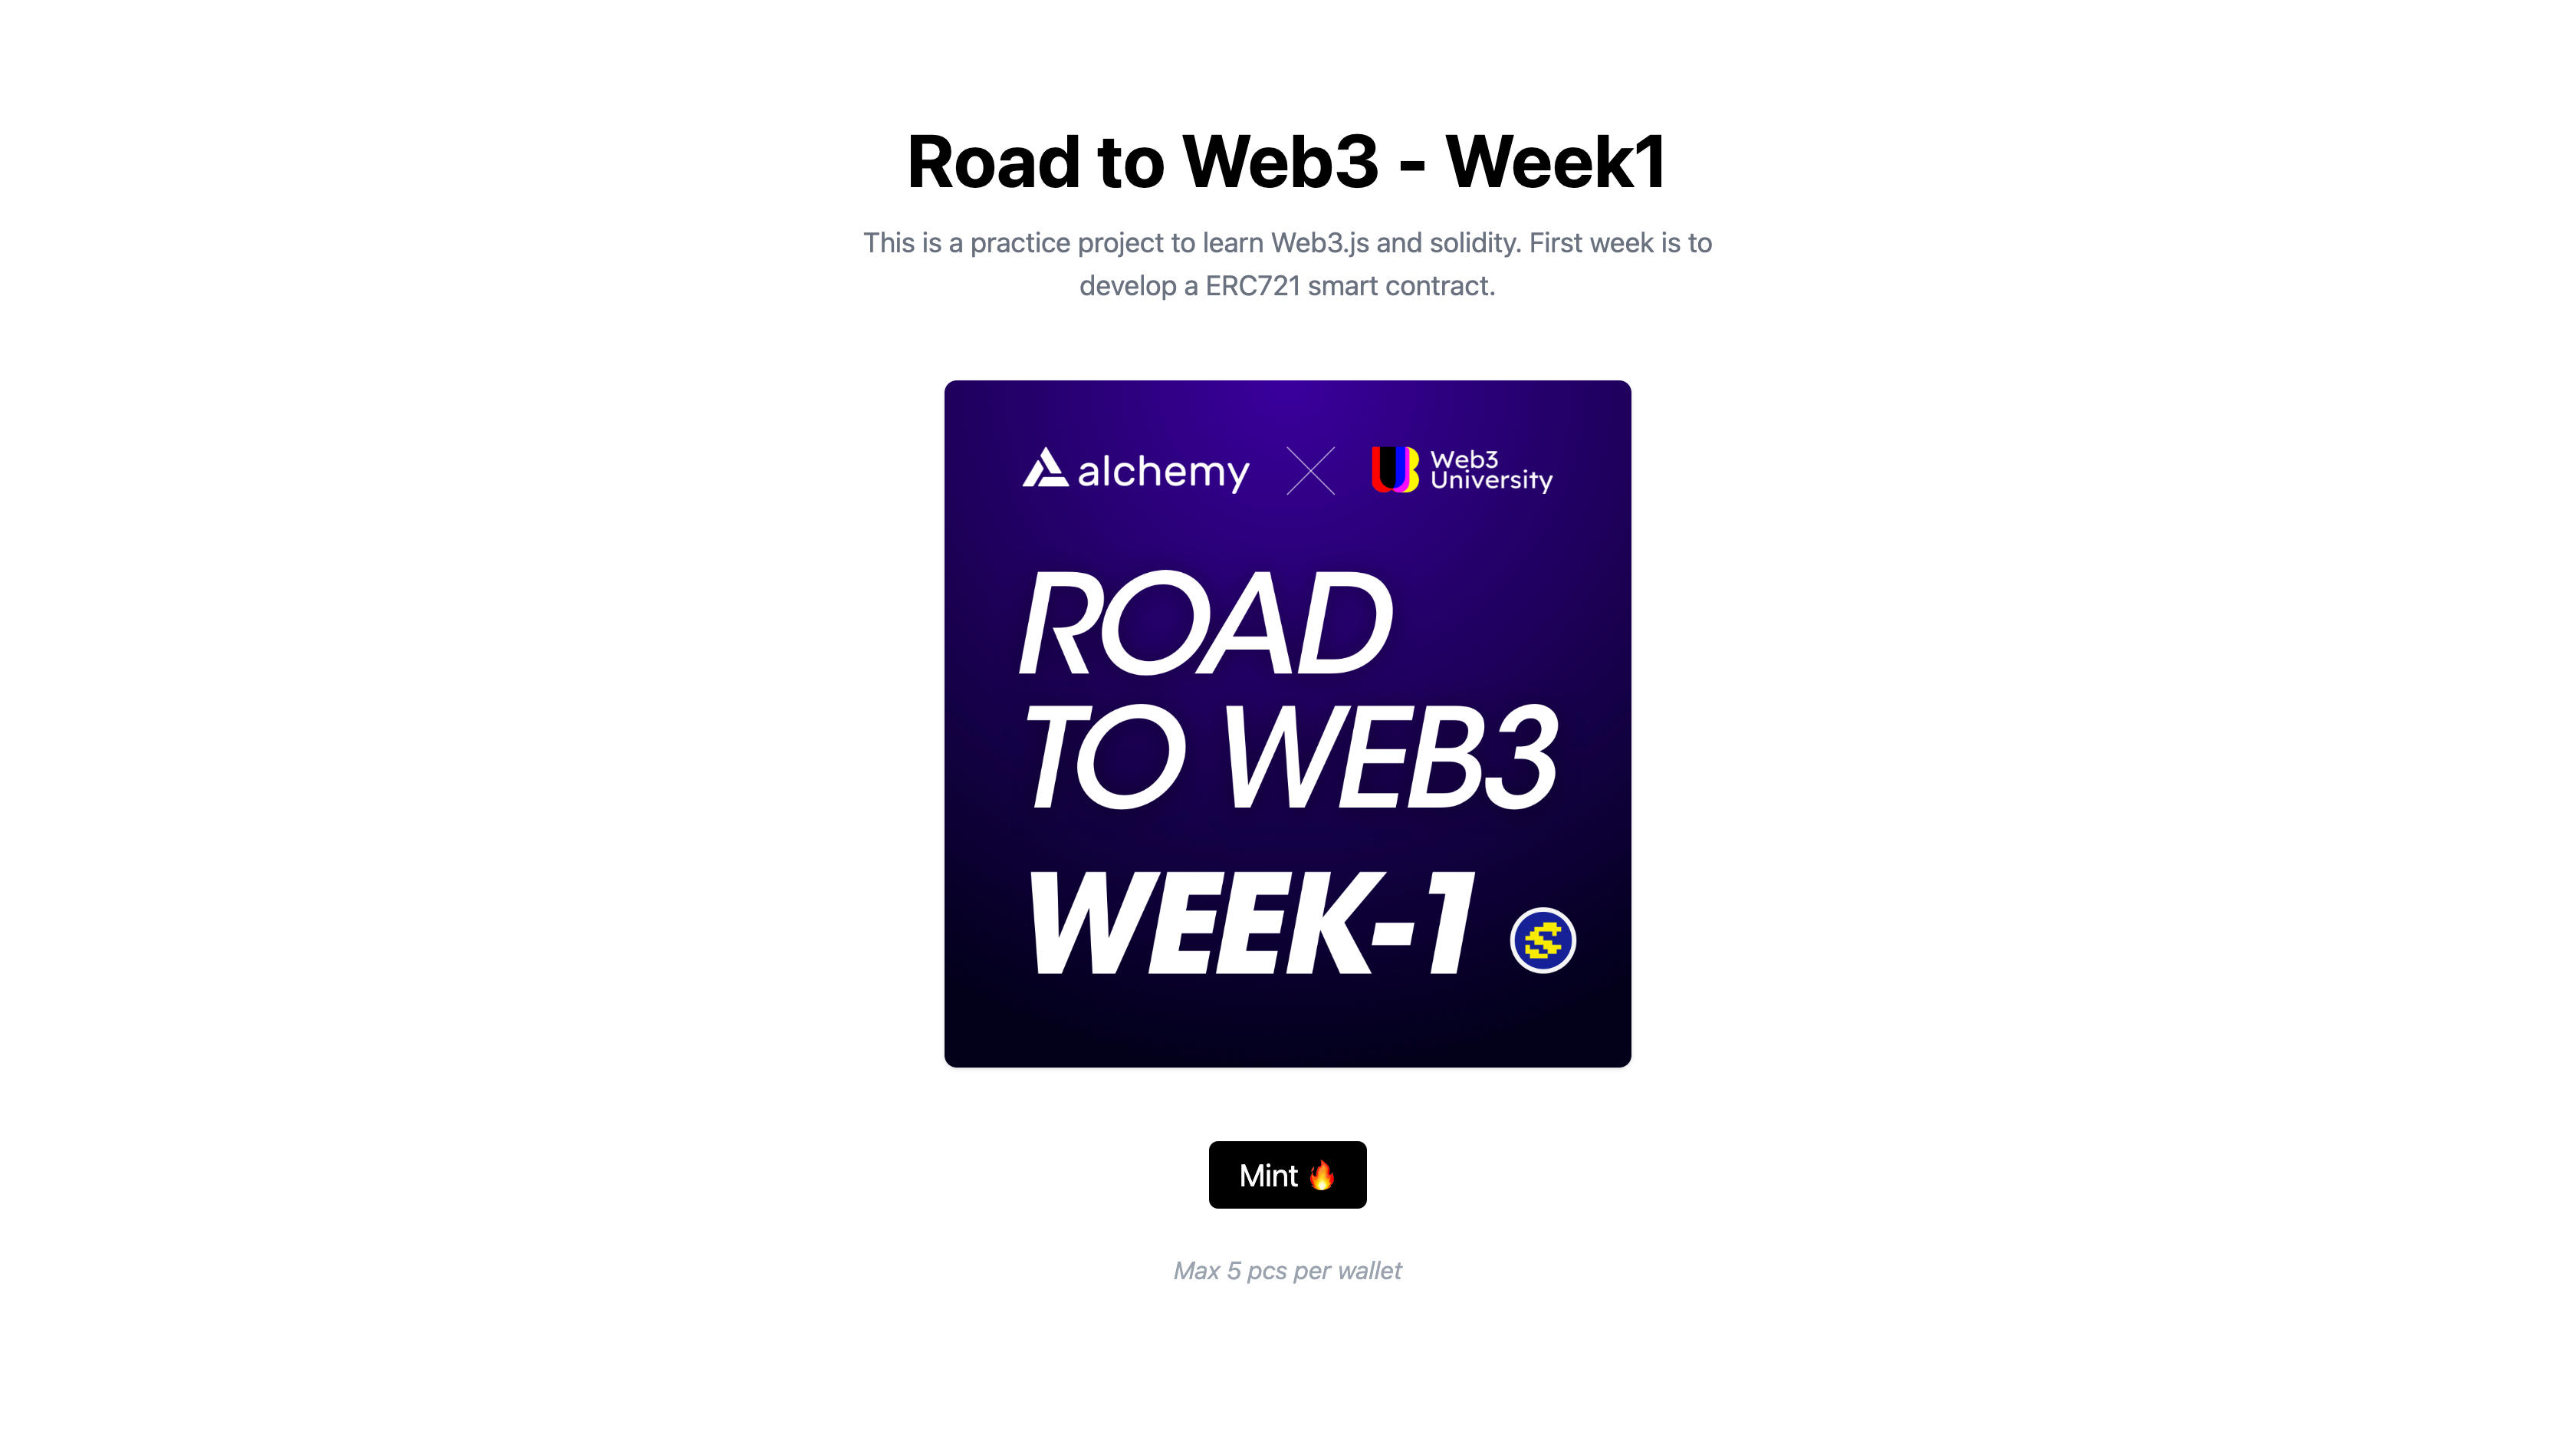 Road to Web3 - Week1
This is a practice project to learn Web3.js and solidity. First week is to
develop a ERC721 smart contract.
alchemy
Web3
University
ROAD
TO WEB3
WEEK-1
Mint 🔥
Max 5 pcs per wallet